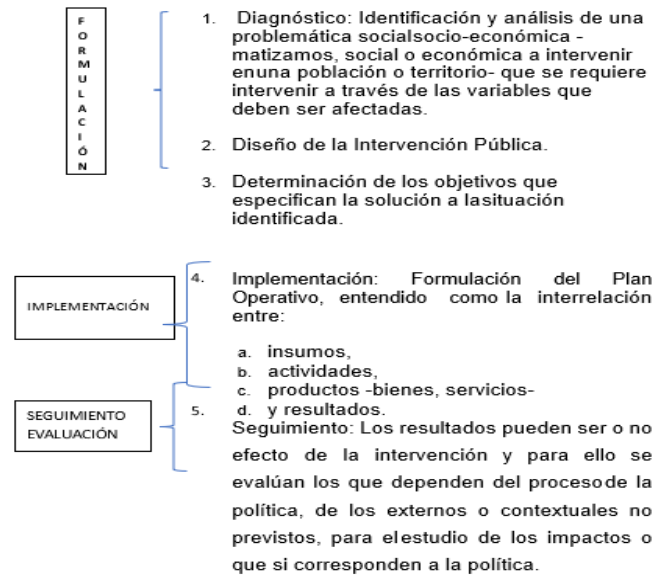 FORMULACIÓN
1. Diagnóstico: Identificación y análisis de una
problemática socialsocio-económica -
matizamos, social o económica a intervenir
enuna población o territorio- que se requiere
intervenir a través de las variables que
deben ser afectadas.
2. Diseño de la Intervención Pública.
3. Determinación de los objetivos que
especifican la solución a lasituación
identificada.
IMPLEMENTACIÓN
4. Implementación: Formulación del Plan
Operativo, entendido como la interrelación
entre:
a. insumos,
b. actividades,
c. productos -bienes, servicios-
d. y resultados.
SEGUIMIENTO
EVALUACIÓN
5.
Seguimiento: Los resultados pueden ser o no
efecto de la intervención y para ello se
evalúan los que dependen del procesode la
política, de los externos o contextuales no
previstos, para elestudio de los impactos o
que si corresponden a la política.